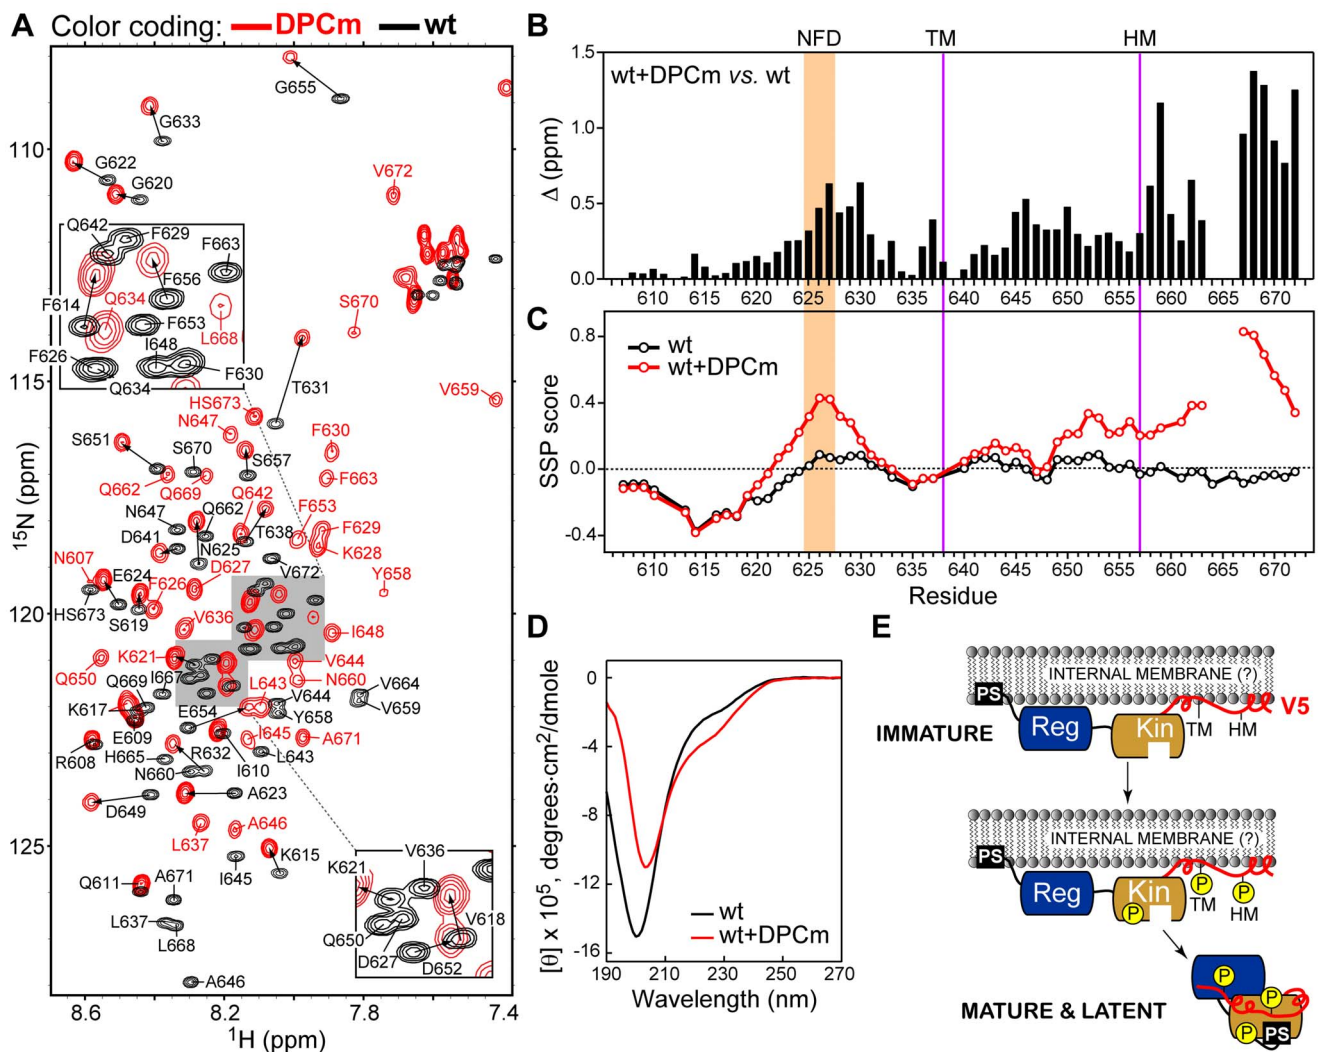 A Color coding: DPCm wt
G655
G633
110
G622
G620
V672
Q642
F629
F663
F656
S670
F614
Q634
L668
F653
F626
I648
F630
Q634
115
T631
V659
HS673
N647
F630
S651
S670
S657
F663
Q662
Q669
Q642
F653
N647
Q662
F629
D641
T638
K628
N625
N607
E624
D627
V672
F626
Y658
HS673
S619
120
V636
I648
K621
V644
Q650
N660
Q669
I667
L643
V664
K617
V644
V659
E654
Y658
E609
I645
A671
R608
R632
H665
L643
I610
N660
A623
D649
L637
A646
125
K615
I645
Q611
A671
L637
L668
A646
K621
V636
V618
Q650
D627
D652
15N (ppm)
8.6 8.2 7.8 7.4
1H (ppm)
B
NFD TM HM
wt+DPCm vs. wt
Δ (ppm)
1.5
1.0
0.5
0.0
610 615 620 625 630 635 640 645 650 655 660 665 670
C
wt
wt+DPCm
SSP score
0.4
0.0
-0.4
610 615 620 625 630 635 640 645 650 655 660 665 670
Residue
D
[θ] x 105, degrees·cm2/dmole
0
-4
-8
-12
-16
wt
wt+DPCm
190 210 230 250 270
Wavelength (nm)
E
INTERNAL MEMBRANE (?)
PS
V5
Reg Kin TM HM
IMMATURE
INTERNAL MEMBRANE (?)
PS
Reg Kin P P P
TM HM
MATURE & LATENT
P
P
P PS